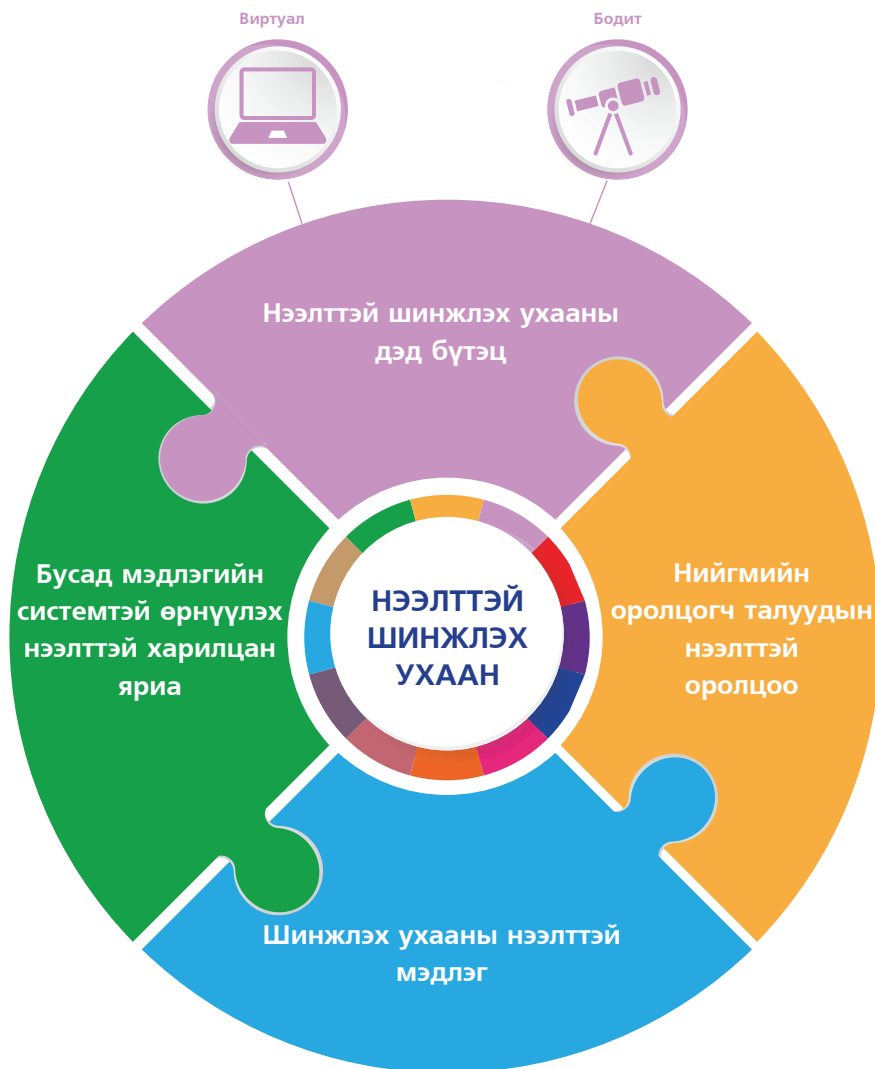 Виртуал
Бодит
Нээлттэй шинжлэх ухааны
дэд бүтэц
Бусад мэдлэгийн
системтэй өрнүүлэх
нээлттэй харилцан
яриа
НЭЭЛТТЭЙ
ШИНЖЛЭХ
УХААН
Нийгмийн
оролцогч талуудын
нээлттэй
оролцоо
Шинжлэх ухааны нээлттэй
мэдлэг